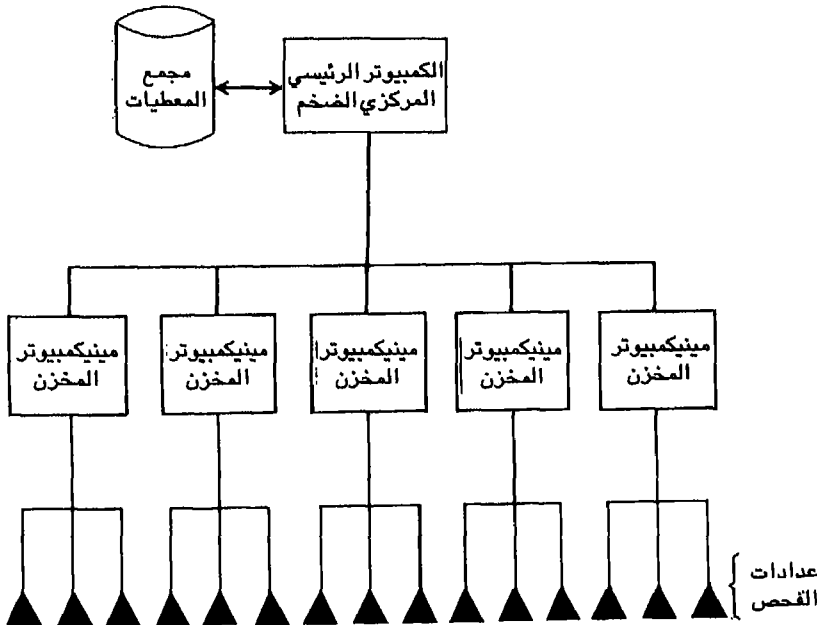 مجمع
المعطيات
الكمبيوتر الرئيسي
المركزي الضخم
مينيكمبيوتر
المخزن
مينيكمبيوتر
المخزن
مينيكمبيوتر
المخزن
مينيكمبيوتر
المخزن
مينيكمبيوتر
المخزن
عدادات
الفحص